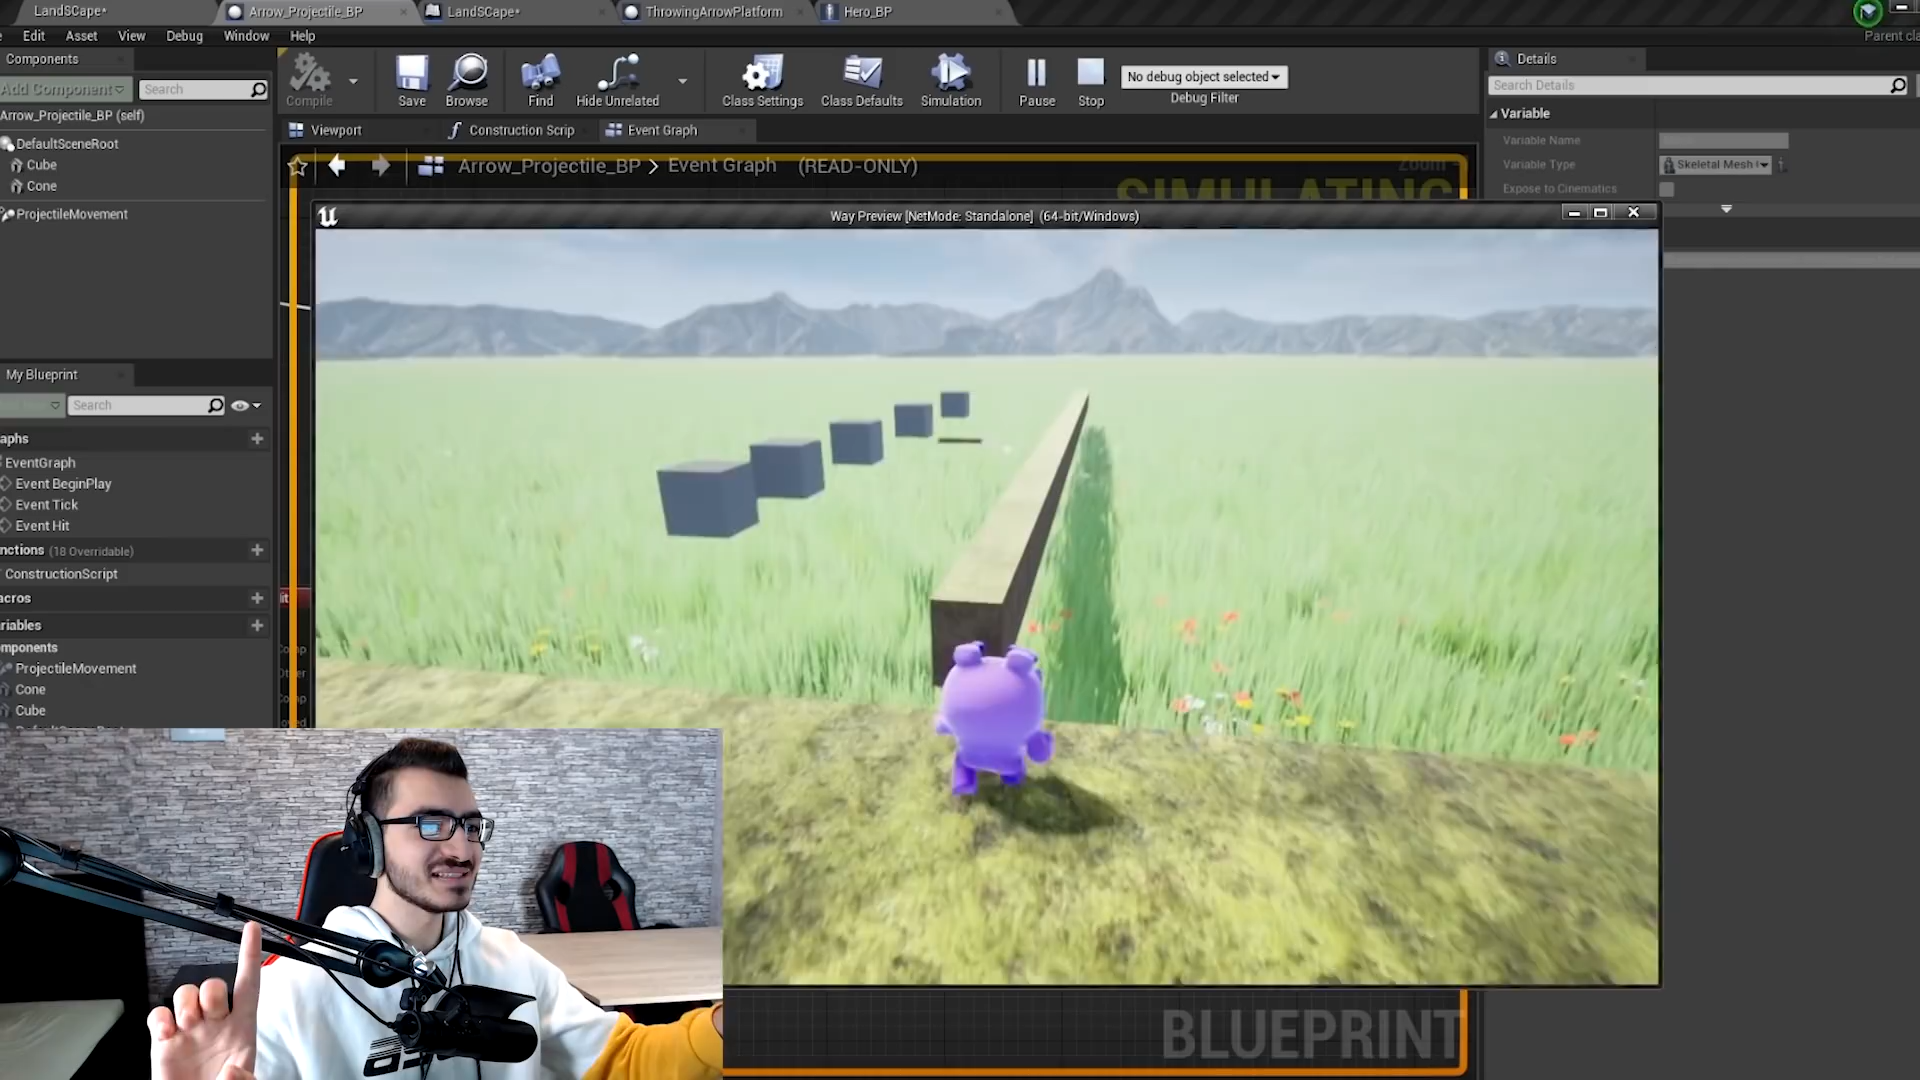 LandSCape*
Arrow_Projectile_BP
LandSCape*
ThrowingArrowPlatform
Hero_BP
Edit
Asset
View
Debug
Window
Help
Parent cla
Components
Add Component
Search
Compile
Save
Browse
Find
Hide Unrelated
Class Settings
Class Defaults
Simulation
Pause
Stop
No debug object selected
Debug Filter
Details
Search Details
Variable
Variable Name
Variable Type
Skeletal Mesh
Expose to Cinematics
Arrow_Projectile_BP (self)
DefaultSceneRoot
Cube
Cone
ProjectileMovement
Viewport
Construction Scrip
Event Graph
Arrow_Projectile_BP > Event Graph (READ-ONLY)
Zoom
SIMULATING
Way Preview [NetMode: Standalone] (64-bit/Windows)
My Blueprint
Search
aphs
EventGraph
Event BeginPlay
Event Tick
Event Hit
nctions (18 Overridable)
ConstructionScript
acros
riables
mponents
ProjectileMovement
Cone
Cube
BLUEPRINT